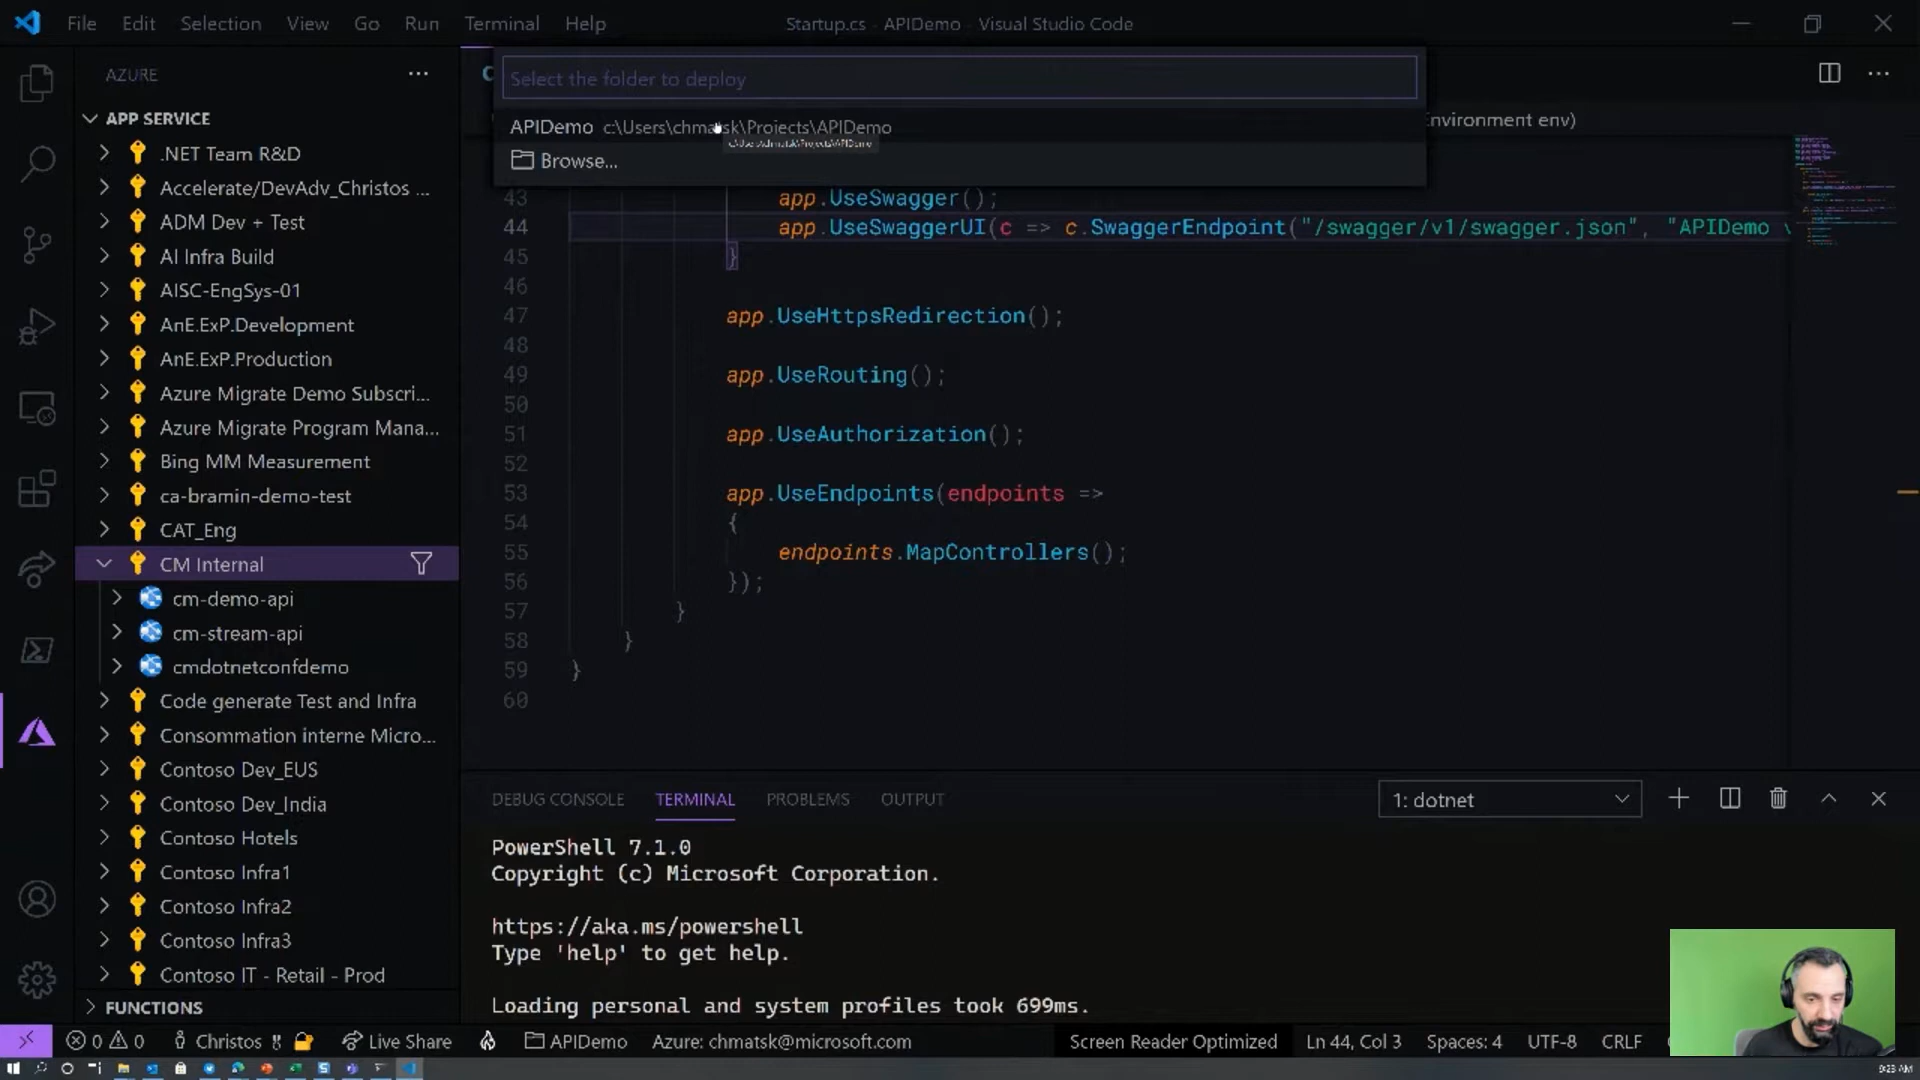 File Edit Selection View Go Run Terminal Help Startup.cs - APIDemo - Visual Studio Code
AZURE
Select the folder to deploy
APIDemo c:\Users\chmatsk\Projects\APIDemo
c:\Users\chmatsk\Projects\APIDemo
Browse...
nvironment env)
APP SERVICE
.NET Team R&D
Accelerate/DevAdv_Christos ...
ADM Dev + Test
AI Infra Build
AISC-EngSys-01
AnE.ExP.Development
AnE.ExP.Production
Azure Migrate Demo Subscri...
Azure Migrate Program Mana...
Bing MM Measurement
ca-bramin-demo-test
CAT_Eng
CM Internal
cm-demo-api
cm-stream-api
cmdotnetconfdemo
Code generate Test and Infra
Consommation interne Micro...
Contoso Dev_EUS
Contoso Dev_India
Contoso Hotels
Contoso Infra1
Contoso Infra2
Contoso Infra3
Contoso IT - Retail - Prod
FUNCTIONS
43 app.UseSwagger();
44 app.UseSwaggerUI(c => c.SwaggerEndpoint("/swagger/v1/swagger.json", "APIDemo v
45 }
46
47 app.UseHttpsRedirection();
48
49 app.UseRouting();
50
51 app.UseAuthorization();
52
53 app.UseEndpoints(endpoints =>
54 {
55 endpoints.MapControllers();
56 });
57 }
58 }
59 }
60
DEBUG CONSOLE TERMINAL PROBLEMS OUTPUT 1: dotnet
PowerShell 7.1.0
Copyright (c) Microsoft Corporation.
https://aka.ms/powershell
Type 'help' to get help.
Loading personal and system profiles took 699ms.
0 0 Christos Live Share APIDemo Azure: chmatsk@microsoft.com Screen Reader Optimized Ln 44, Col 3 Spaces: 4 UTF-8 CRLF
9:23 AM